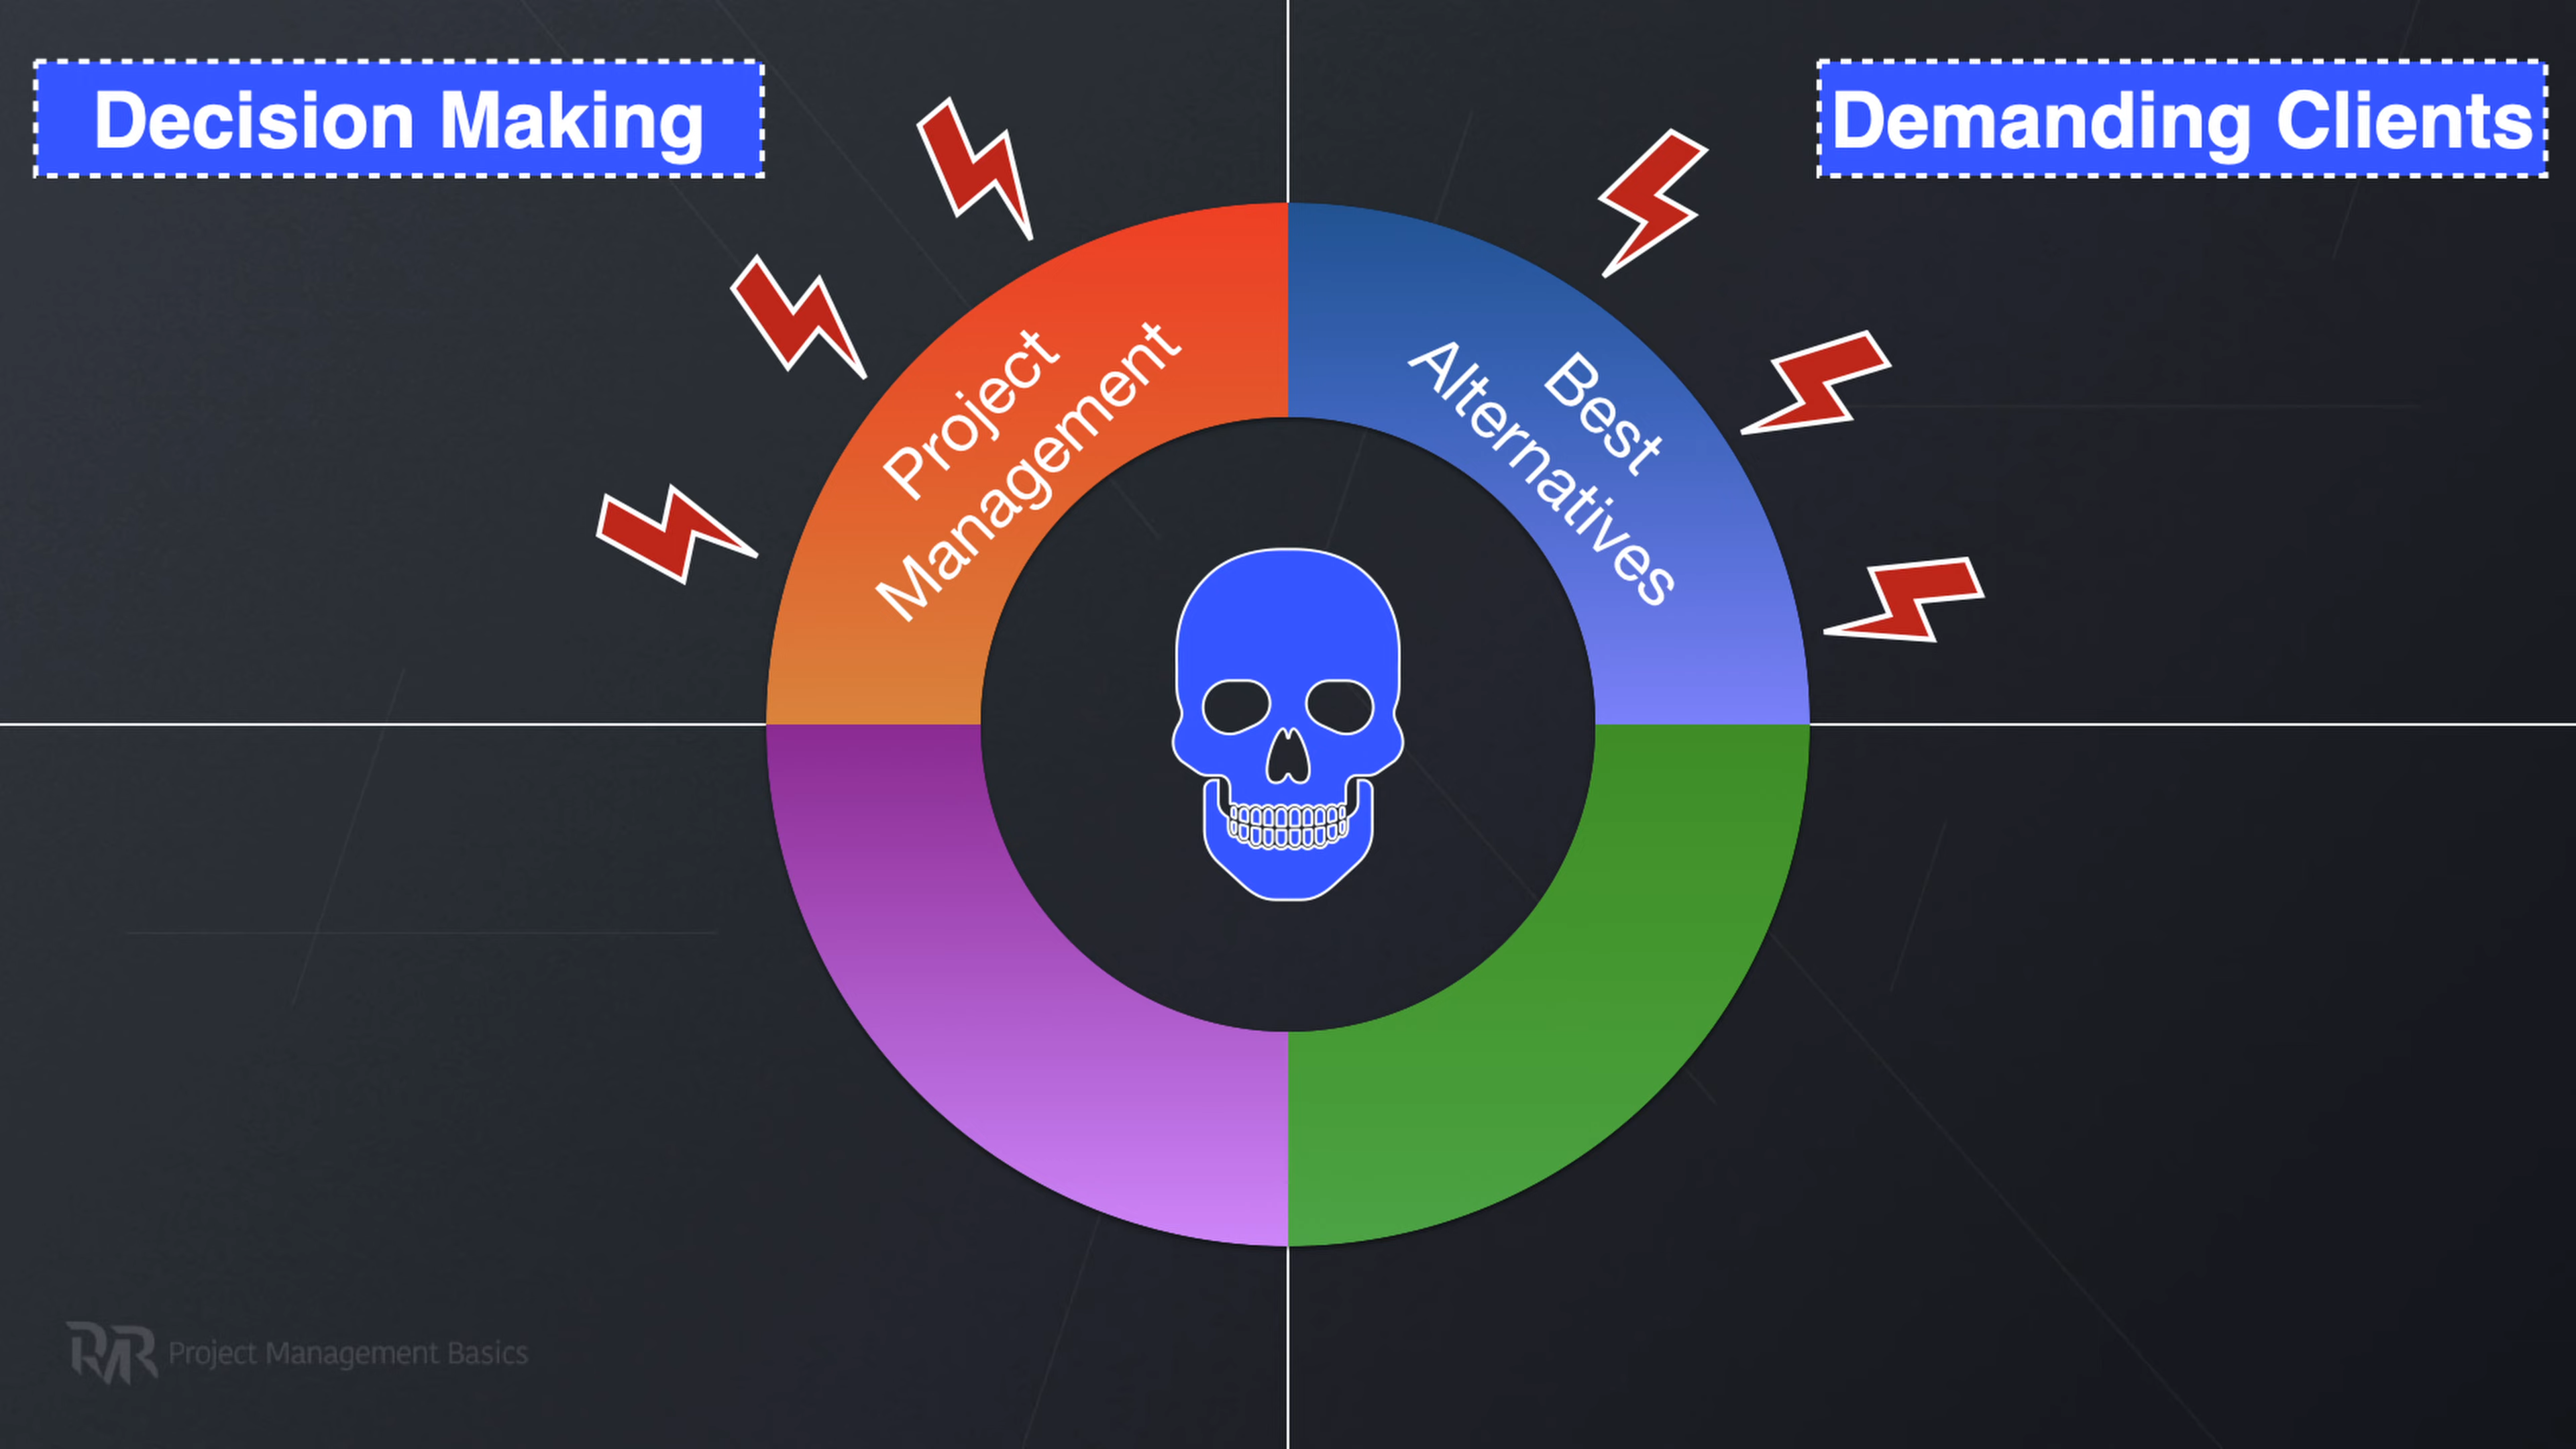 Decision Making
Demanding Clients
Project
Management
Best
Alternatives
Project Management Basics